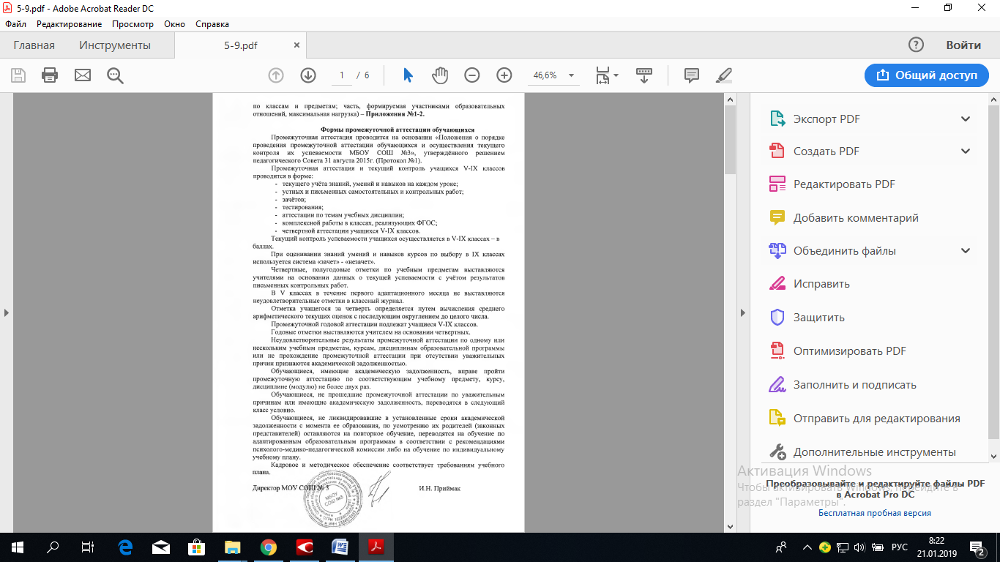 5-9.pdf - Adobe Acrobat Reader DC
Файл Редактирование Просмотр Окно Справка
Главная Инструменты 5-9.pdf × Войти
1 / 6 46,6% Общий доступ
по классам и предметам; часть, формируемая участниками образовательных
отношений, максимальная нагрузка) – Приложения №1-2.
Формы промежуточной аттестации обучающихся
Промежуточная аттестация проводится на основании «Положения о порядке
проведения промежуточной аттестации обучающихся и осуществления текущего
контроля их успеваемости МБОУ СОШ №3», утверждённого решением
педагогического Совета 31 августа 2015г. (Протокол №1).
Промежуточная аттестация и текущий контроль учащихся V-IX классов
проводится в форме:
- текущего учёта знаний, умений и навыков на каждом уроке;
- устных и письменных самостоятельных и контрольных работ;
- зачётов;
- тестирования;
- аттестации по темам учебных дисциплин;
- комплексной работы в классах, реализующих ФГОС;
- четвертной аттестации учащихся V-IX классов.
Текущий контроль успеваемости учащихся осуществляется в V-IX классах – в
баллах.
При оценивании знаний умений и навыков курсов по выбору в IX классах
используется система «зачет» - «незачет».
Четвертные, полугодовые отметки по учебным предметам выставляются
учителями на основании данных о текущей успеваемости с учётом результатов
письменных контрольных работ.
В V классах в течение первого адаптационного месяца не выставляются
неудовлетворительные отметки в классный журнал.
Отметка учащегося за четверть определяется путем вычисления среднего
арифметического текущих оценок с последующим округлением до целого числа.
Промежуточной годовой аттестации подлежат учащиеся V-IX классов.
Годовые отметки выставляются учителем на основании четвертных.
Неудовлетворительные результаты промежуточной аттестации по одному или
нескольким учебным предметам, курсам, дисциплинам образовательной программы
или не прохождение промежуточной аттестации при отсутствии уважительных
причин признаются академической задолженностью.
Обучающиеся, имеющие академическую задолженность, вправе пройти
промежуточную аттестацию по соответствующим учебному предмету, курсу,
дисциплине (модулю) не более двух раз.
Обучающиеся, не прошедшие промежуточной аттестации по уважительным
причинам или имеющие академическую задолженность, переводятся в следующий
класс условно.
Обучающиеся, не ликвидировавшие в установленные сроки академической
задолженности с момента ее образования, по усмотрению их родителей (законных
представителей) оставляются на повторное обучение, переводятся на обучение по
адаптированным образовательным программам в соответствии с рекомендациями
психолого-медико-педагогической комиссии либо на обучение по индивидуальному
учебному плану.
Кадровое и методическое обеспечение соответствует требованиям учебного
плана.
Директор МОУ СОШ № 3 И.Н. Приймак
МБОУ
СОШ №3
Экспорт PDF
Создать PDF
Редактировать PDF
Добавить комментарий
Объединить файлы
Исправить
Защитить
Оптимизировать PDF
Заполнить и подписать
Отправить для редактирования
Дополнительные инструменты
Активация Windows
Чтобы активировать Windows, перейдите в
раздел "Параметры".
Преобразовывайте и редактируйте файлы PDF
в Acrobat Pro DC
Бесплатная пробная версия
РУС 8:22
21.01.2019
2